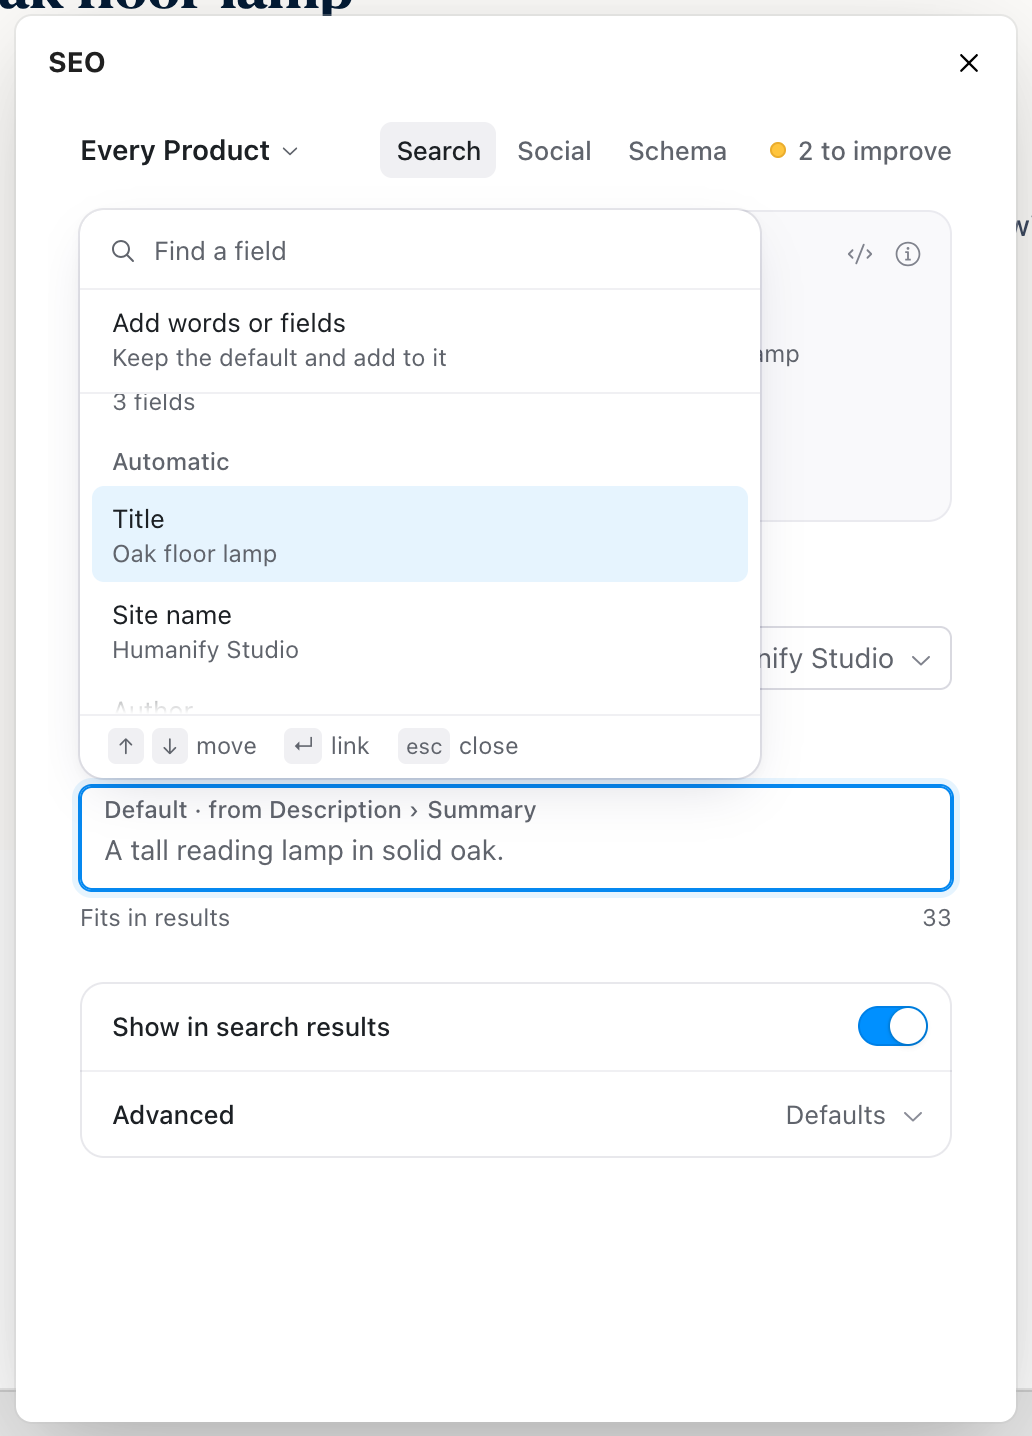 SEO
Every Product
Search Social Schema 2 to improve
Find a field
Add words or fields
Keep the default and add to it
3 fields
Automatic
Title
Oak floor lamp
Site name
Humanify Studio
Author
move link esc close
Default · from Description › Summary
A tall reading lamp in solid oak.
Fits in results 33
Show in search results
Advanced Defaults